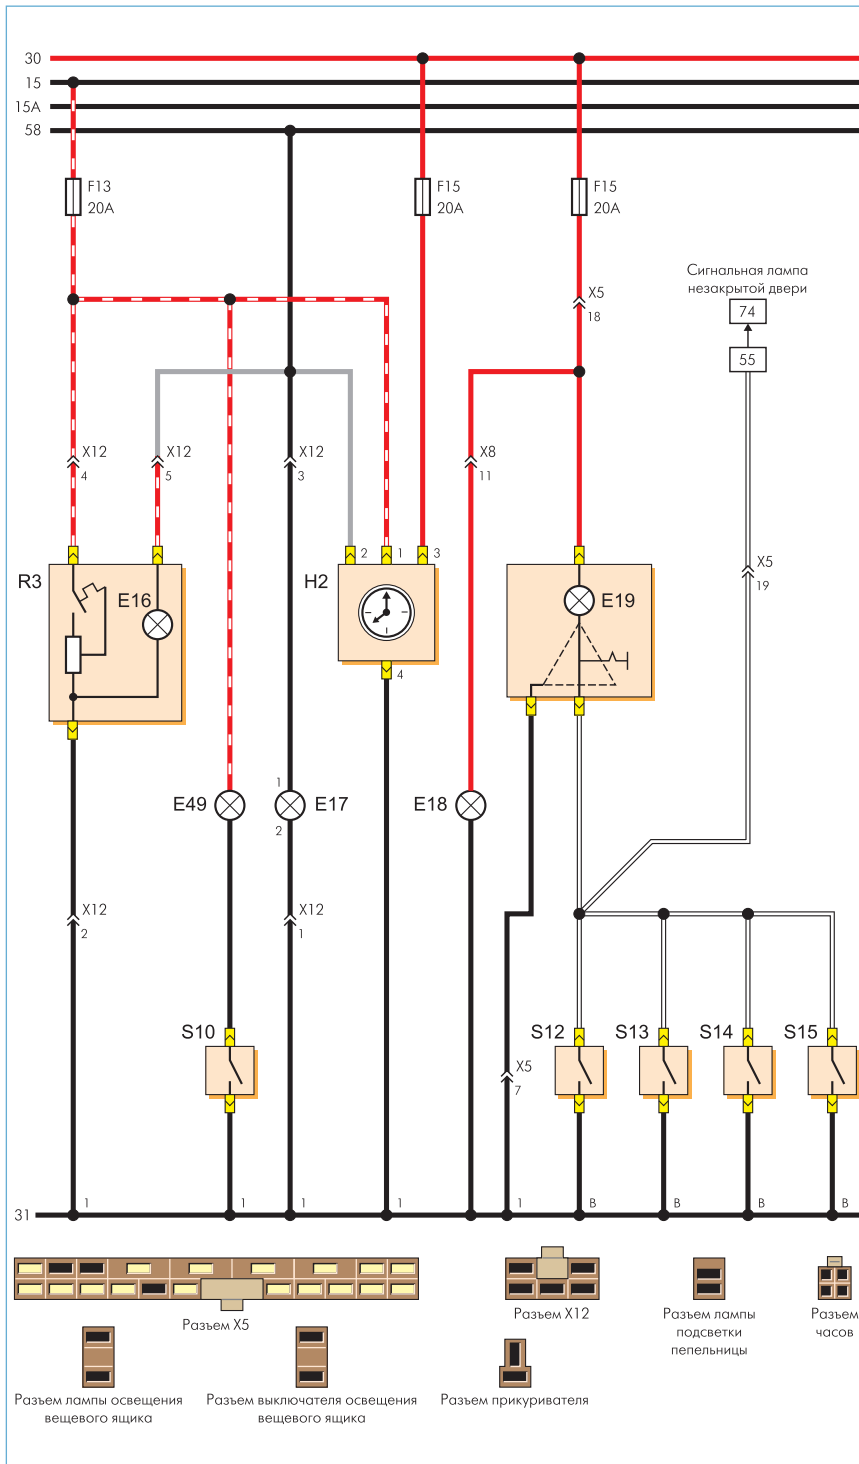 30
15
15А
58
F13
20А
F15
20А
F15
20А
Сигнальная лампа
незакрытой двери
74
55
X5
18
X12
4
X12
5
X12
3
X8
11
X5
19
R3
E16
H2
2
1
3
4
E19
E49
1
E17
2
E18
X12
2
X12
1
S10
S12
S13
S14
S15
X5
7
31
1
1
1
1
1
В
В
В
В
Разъем X5
Разъем X12
Разъем лампы
подсветки
пепельницы
Разъем
часов
Разъем лампы освещения
вещевого ящика
Разъем выключателя освещения
вещевого ящика
Разъем прикуривателя